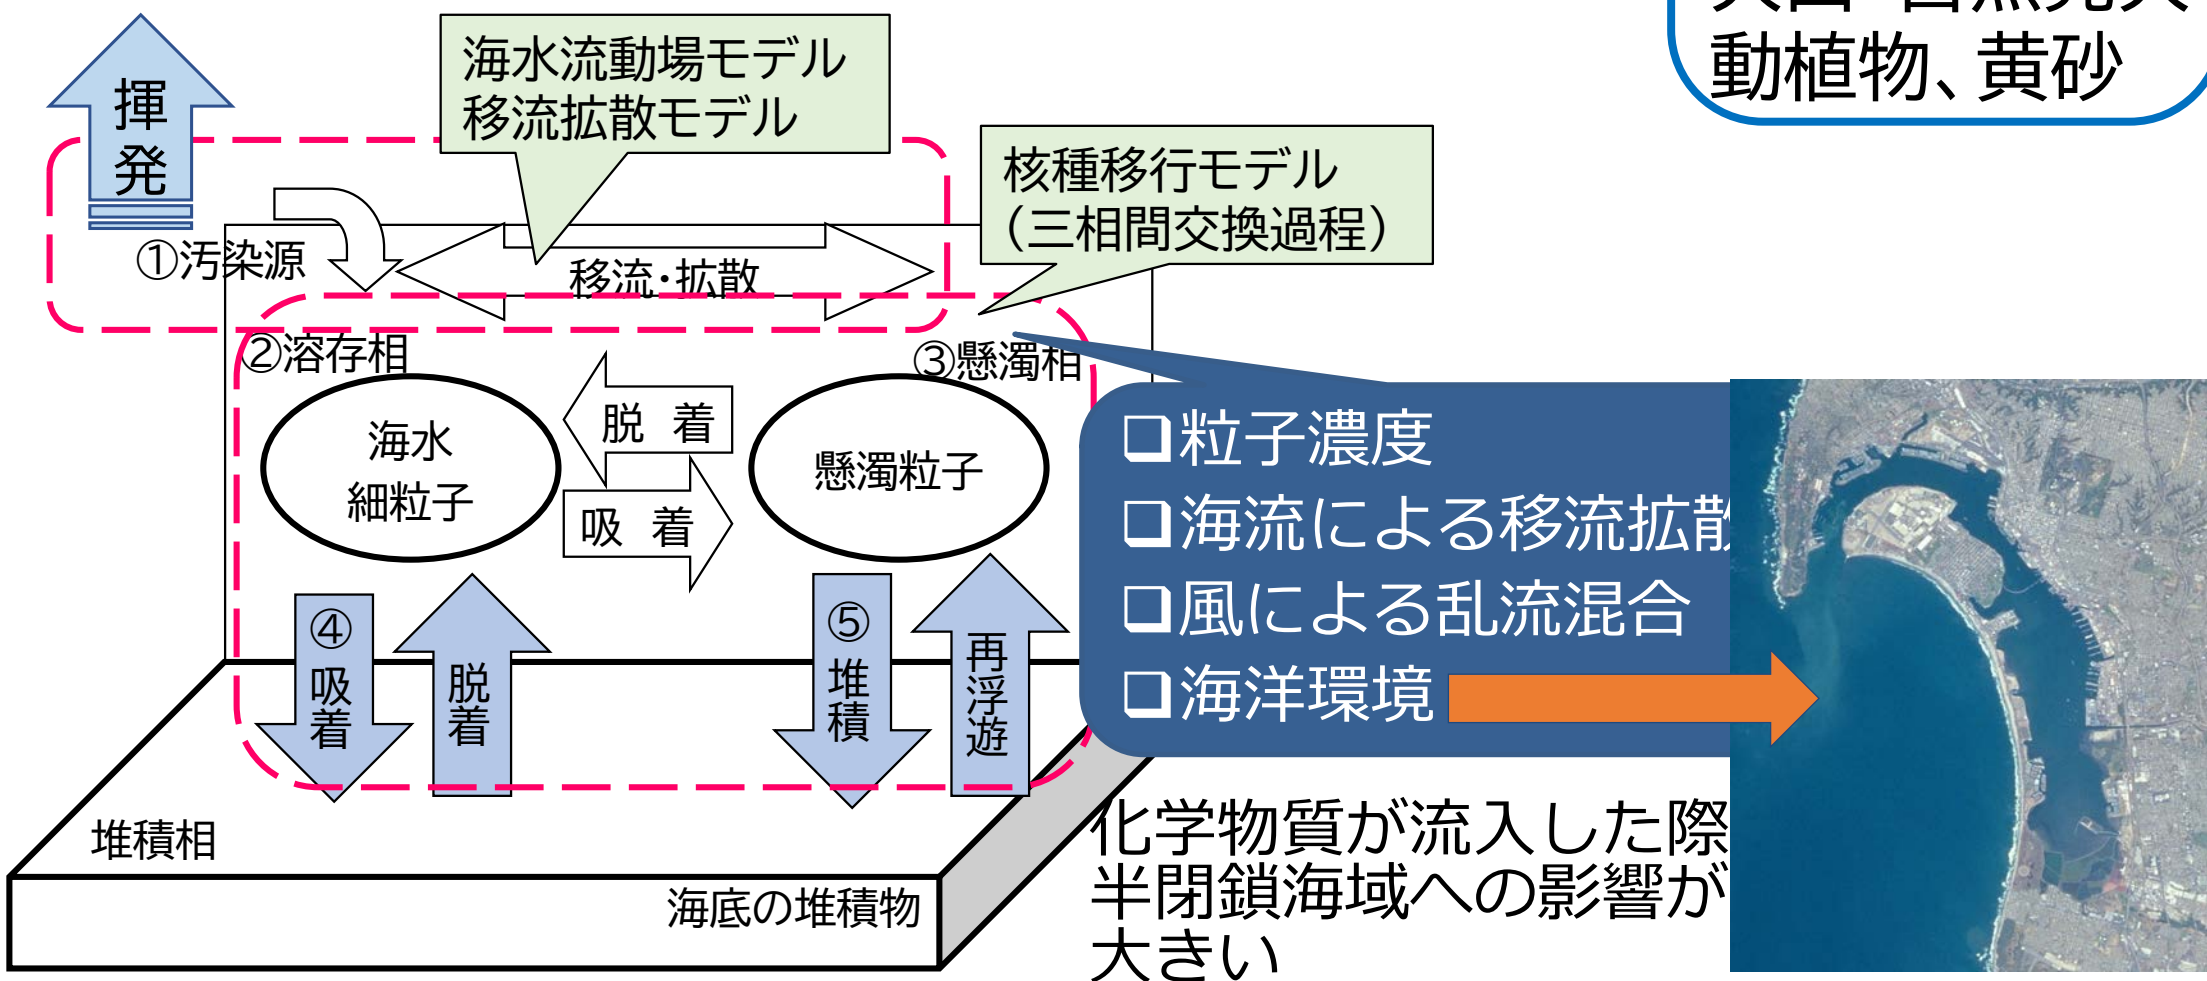 動植物、黄砂
揮
発
海水流動場モデル
移流拡散モデル
核種移行モデル
（三相間交換過程）
①汚染源
移流・拡散
②溶存相
③懸濁相
海水
細粒子
脱 着
吸 着
懸濁粒子
④
吸
着
脱
着
⑤
堆
積
再
浮
遊
❑粒子濃度
❑海流による移流拡散
❑風による乱流混合
❑海洋環境
堆積相
海底の堆積物
化学物質が流入した際
半閉鎖海域への影響が
大きい